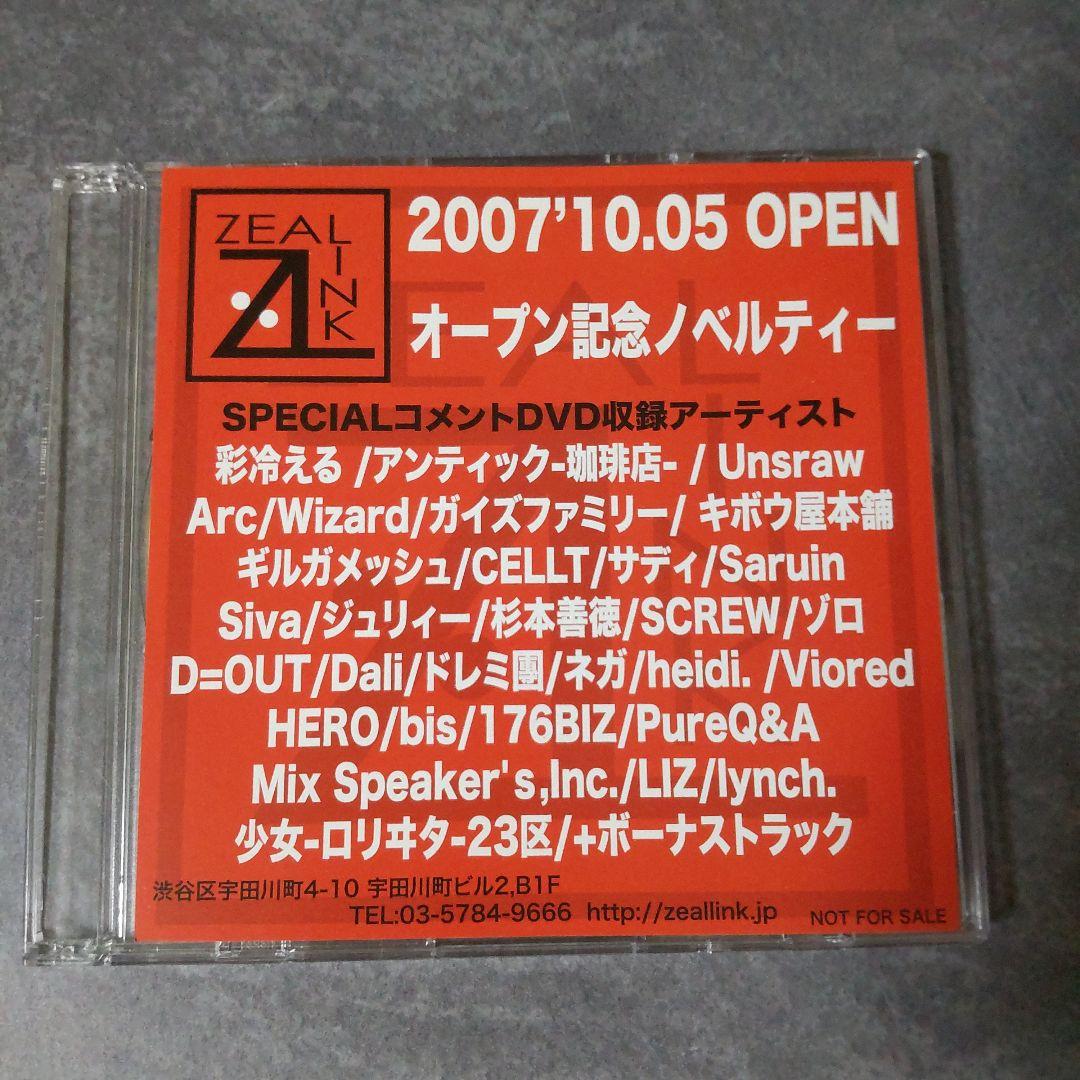 ZEAL LINK
2007'10.05 OPEN
オープン記念ノベルティー
SPECIALコメントDVD収録アーティスト
彩冷える /アンティック-珈琲店- / Unsraw
Arc/Wizard/ガイズファミリー/ キボウ屋本舗
ギルガメッシュ/CELLT/サディ/Saruin
Siva/ジュリィー/杉本善徳/SCREW/ゾロ
D=OUT/Dali/ドレミ團/ネガ/heidi. /Viored
HERO/bis/176BIZ/PureQ&A
Mix Speaker's,Inc./LIZ/lynch.
少女-ロリヰタ-23区/+ボーナストラック
渋谷区宇田川町4-10 宇田川町ビル2,B1F
TEL:03-5784-9666 http://zeallink.jp
NOT FOR SALE